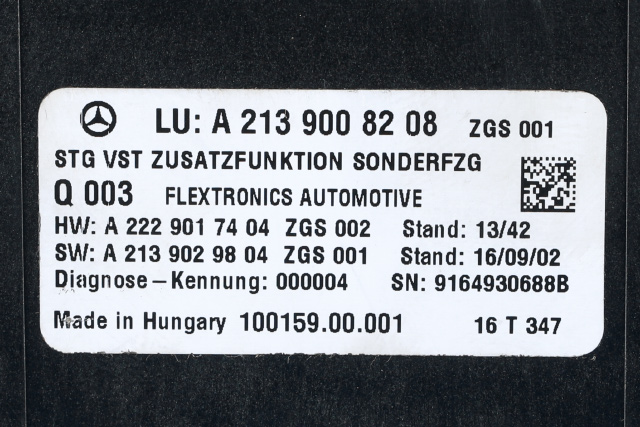 LU: A 213 900 82 08 ZGS 001
STG VST ZUSATZFUNKTION SONDERFZG
Q 003 FLEXTRONICS AUTOMOTIVE
HW: A 222 901 74 04 ZGS 002 Stand: 13/42
SW: A 213 902 98 04 ZGS 001 Stand: 16/09/02
Diagnose – Kennung: 000004 SN: 9164930688B
Made in Hungary 100159.00.001 16 T 347